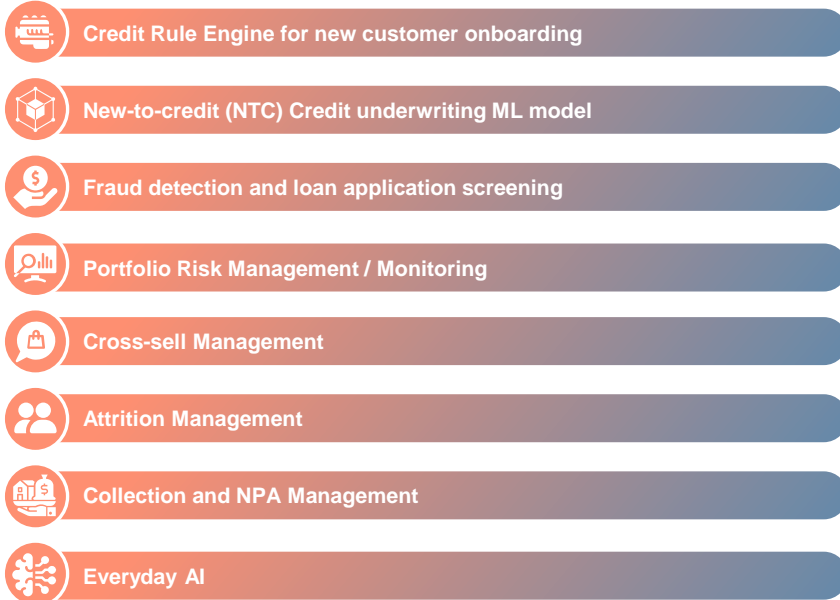 Credit Rule Engine for new customer onboarding
New-to-credit (NTC) Credit underwriting ML model
$
Fraud detection and loan application screening
Portfolio Risk Management / Monitoring
Cross-sell Management
Attrition Management
$
Collection and NPA Management
Everyday AI